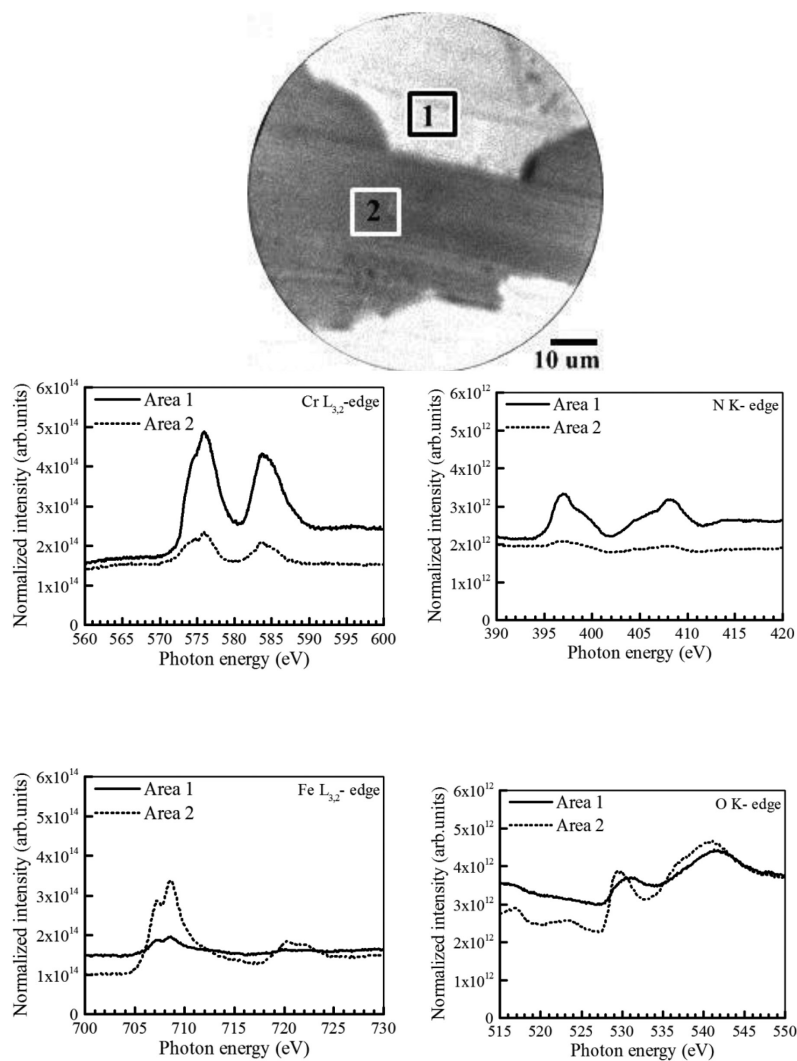 1
2
10 um
Cr L3,2-edge
Area 1
Area 2
Normalized intensity (arb.units)
6x10^14
5x10^14
4x10^14
3x10^14
2x10^14
1x10^14
0
560 565 570 575 580 585 590 595 600
Photon energy (eV)
N K- edge
Area 1
Area 2
Normalized intensity (arb.units)
6x10^12
5x10^12
4x10^12
3x10^12
2x10^12
1x10^12
0
390 395 400 405 410 415 420
Photon energy (eV)
Fe L3,2- edge
Area 1
Area 2
Normalized intensity (arb.units)
6x10^14
5x10^14
4x10^14
3x10^14
2x10^14
1x10^14
0
700 710 720 730
Photon energy (eV)
O K- edge
Area 1
Area 2
Normalized intensity (arb.units)
6x10^12
5x10^12
4x10^12
3x10^12
2x10^12
1x10^12
0
515 520 525 530 535 540 545 550
Photon energy (eV)